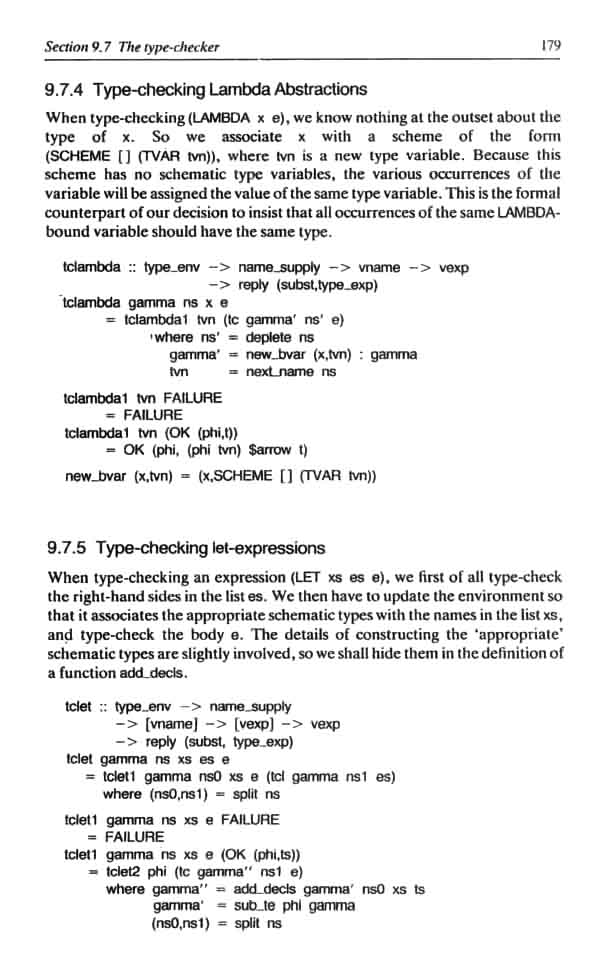 Section 9.7 The type-checker 179
9.7.4 Type-checking Lambda Abstractions
When type-checking (LAMBDA x e), we know nothing at the outset about the
type of x. So we associate x with a scheme of the form
(SCHEME [] (TVAR tvn)), where tvn is a new type variable. Because this
scheme has no schematic type variables, the various occurrences of the
variable will be assigned the value of the same type variable. This is the formal
counterpart of our decision to insist that all occurrences of the same LAMBDA-
bound variable should have the same type.
tclambda :: type_env -> name_supply -> vname -> vexp
-> reply (subst,type_exp)
tclambda gamma ns x e
= tclambda1 tvn (tc gamma' ns' e)
where ns' = deplete ns
gamma' = new_bvar (x,tvn) : gamma
tvn = next_name ns
tclambda1 tvn FAILURE
= FAILURE
tclambda1 tvn (OK (phi,t))
= OK (phi, (phi tvn) $arrow t)
new_bvar (x,tvn) = (x,SCHEME [] (TVAR tvn))
9.7.5 Type-checking let-expressions
When type-checking an expression (LET xs es e), we first of all type-check
the right-hand sides in the list es. We then have to update the environment so
that it associates the appropriate schematic types with the names in the list xs,
and type-check the body e. The details of constructing the 'appropriate'
schematic types are slightly involved, so we shall hide them in the definition of
a function add_decls.
tclet :: type_env -> name_supply
-> [vname] -> [vexp] -> vexp
-> reply (subst, type_exp)
tclet gamma ns xs es e
= tclet1 gamma ns0 xs e (tcl gamma ns1 es)
where (ns0,ns1) = split ns
tclet1 gamma ns xs e FAILURE
= FAILURE
tclet1 gamma ns xs e (OK (phi,ts))
= tclet2 phi (tc gamma'' ns1 e)
where gamma'' = add_decls gamma' ns0 xs ts
gamma' = sub_te phi gamma
(ns0,ns1) = split ns